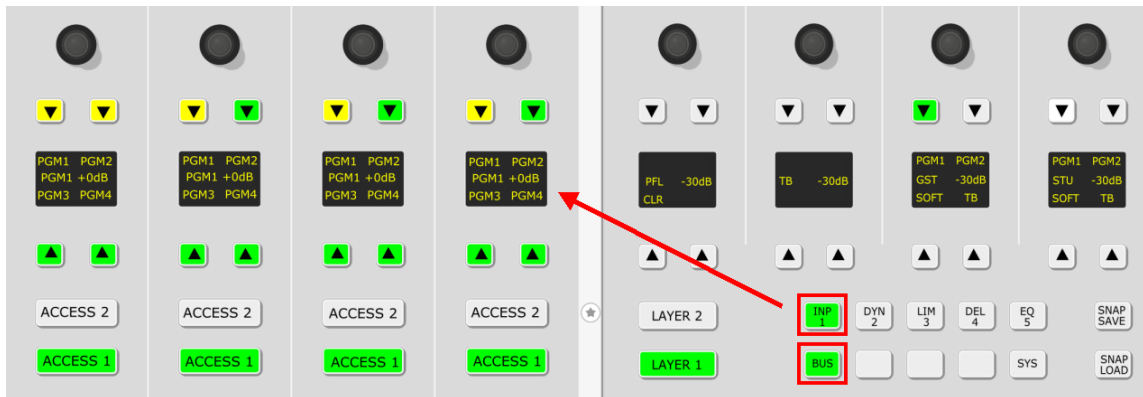 PGM1 PGM2
PGM1 +0dB
PGM3 PGM4
PGM1 PGM2
PGM1 +0dB
PGM3 PGM4
PGM1 PGM2
PGM1 +0dB
PGM3 PGM4
PGM1 PGM2
PGM1 +0dB
PGM3 PGM4
PFL -30dB
CLR
TB -30dB
PGM1 PGM2
GST -30dB
SOFT TB
PGM1 PGM2
STU -30dB
SOFT TB
ACCESS 2
ACCESS 2
ACCESS 2
ACCESS 2
LAYER 2
INP
1
DYN
2
LIM
3
DEL
4
EQ
5
SNAP
SAVE
ACCESS 1
ACCESS 1
ACCESS 1
ACCESS 1
LAYER 1
BUS
SYS
SNAP
LOAD